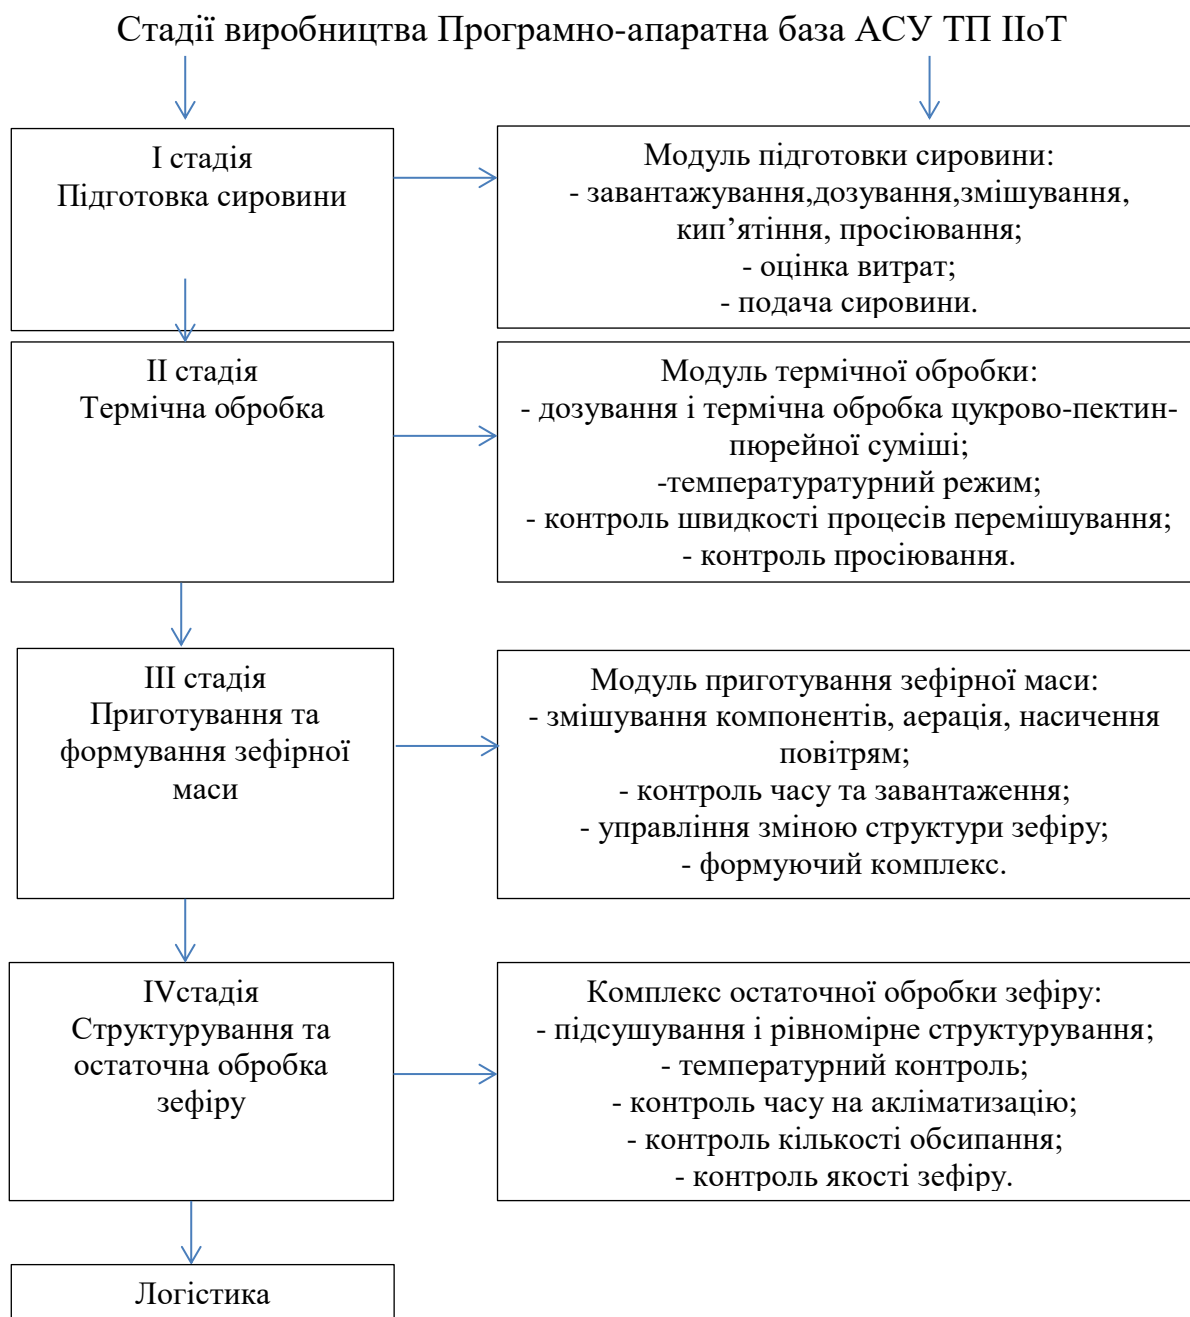 Стадії виробництва Програмно-апаратна база АСУ ТП ІІоТ
І стадія
Підготовка сировини
Модуль підготовки сировини:
- завантажування,дозування,змішування,
кип’ятіння, просіювання;
- оцінка витрат;
- подача сировини.
ІІ стадія
Термічна обробка
Модуль термічної обробки:
- дозування і термічна обробка цукрово-пектин-
пюрейної суміші;
-температуратурний режим;
- контроль швидкості процесів перемішування;
- контроль просіювання.
ІІІ стадія
Приготування та
формування зефірної
маси
Модуль приготування зефірної маси:
- змішування компонентів, аерація, насичення
повітрям;
- контроль часу та завантаження;
- управління зміною структури зефіру;
- формуючий комплекс.
ІVстадія
Структурування та
остаточна обробка
зефіру
Комплекс остаточної обробки зефіру:
- підсушування і рівномірне структурування;
- температурний контроль;
- контроль часу на акліматизацію;
- контроль кількості обсипання;
- контроль якості зефіру.
Логістика